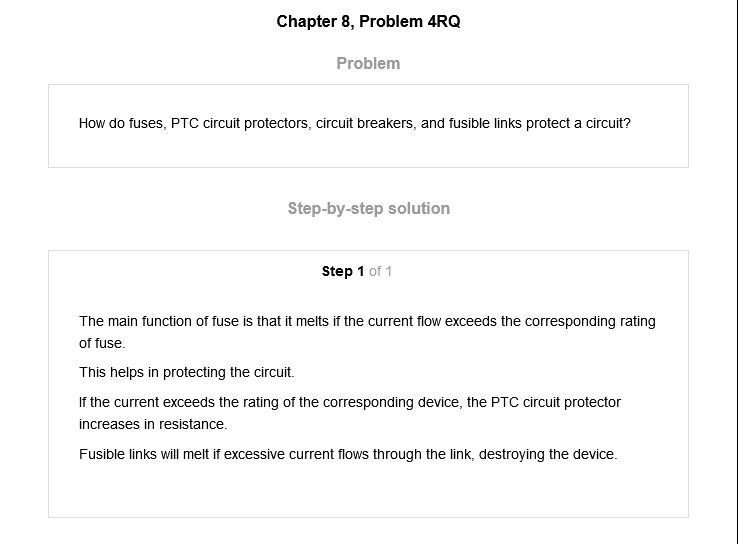 Chapter 8, Problem 4RQ
Problem
How do fuses, PTC circuit protectors, circuit breakers, and fusible links protect a circuit?
Step-by-step solution
Step 1 of 1
The main function of fuse is that it melts if the current flow exceeds the corresponding rating
of fuse.
This helps in protecting the circuit.
If the current exceeds the rating of the corresponding device, the PTC circuit protector
increases in resistance.
Fusible links will melt if excessive current flows through the link, destroying the device.